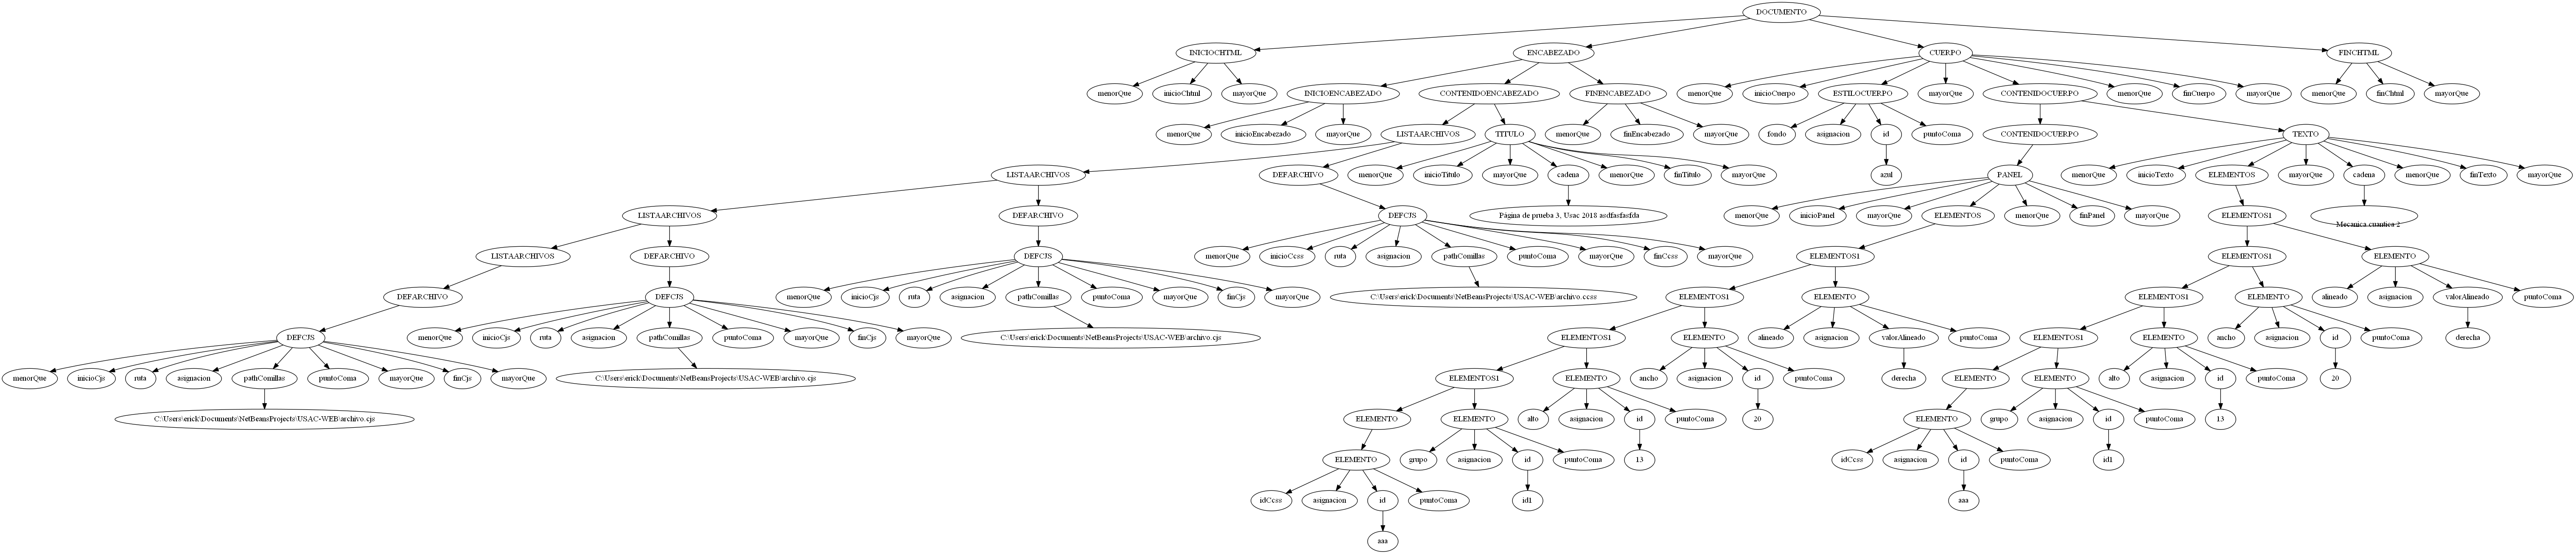 DOCUMENTO
INICIOCHTML ENCABEZADO CUERPO FINCHTML
menorQue inicioChtml mayorQue INICIOENCABEZADO CONTENIDOENCABEZADO FINENCABEZADO menorQue inicioCuerpo ESTILOCUERPO mayorQue CONTENIDOCUERPO menorQue finCuerpo mayorQue menorQue finChtml mayorQue
menorQue inicioEncabezado mayorQue LISTAARCHIVOS TITULO menorQue finEncabezado mayorQue fondo asignacion id puntoComa CONTENIDOCUERPO TEXTO
LISTAARCHIVOS DEFARCHIVO menorQue inicioTitulo mayorQue cadena menorQue finTitulo mayorQue azul PANEL menorQue inicioTexto ELEMENTOS mayorQue cadena menorQue finTexto mayorQue
LISTAARCHIVOS DEFARCHIVO DEFCJS Página de prueba 3, Usac 2018 asdfasfasfda menorQue inicioPanel mayorQue ELEMENTOS menorQue finPanel mayorQue ELEMENTOS1 Mecanica cuantica 2
LISTAARCHIVOS DEFARCHIVO DEFCJS menorQue inicioCcss ruta asignacion pathComillas puntoComa mayorQue finCcss mayorQue ELEMENTOS1 ELEMENTOS1 ELEMENTO
DEFARCHIVO DEFCJS menorQue inicioCjs ruta asignacion pathComillas puntoComa mayorQue finCjs mayorQue C:\Users\erick\Documents\NetBeansProjects\USAC-WEB\archivo.ccss ELEMENTOS1 ELEMENTO ELEMENTOS1 ELEMENTO alineado asignacion valorAlineado puntoComa
DEFCJS menorQue inicioCjs ruta asignacion pathComillas puntoComa mayorQue finCjs mayorQue C:\Users\erick\Documents\NetBeansProjects\USAC-WEB\archivo.cjs ELEMENTOS1 ELEMENTO alineado asignacion valorAlineado puntoComa ELEMENTOS1 ELEMENTO ancho asignacion id puntoComa derecha
menorQue inicioCjs ruta asignacion pathComillas puntoComa mayorQue finCjs mayorQue C:\Users\erick\Documents\NetBeansProjects\USAC-WEB\archivo.cjs ELEMENTOS1 ELEMENTO ancho asignacion id puntoComa derecha ELEMENTO ELEMENTO alto asignacion id puntoComa 20
C:\Users\erick\Documents\NetBeansProjects\USAC-WEB\archivo.cjs ELEMENTO ELEMENTO alto asignacion id puntoComa 20 ELEMENTO grupo asignacion id puntoComa 13
ELEMENTO grupo asignacion id puntoComa 13 idCcss asignacion id puntoComa id1
idCcss asignacion id puntoComa id1 aaa
aaa